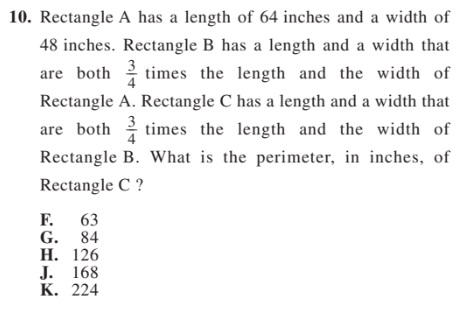 10. Rectangle A has a length of 64 inches and a width of
48 inches. Rectangle B has a length and a width that
are both 3/4 times the length and the width of
Rectangle A. Rectangle C has a length and a width that
are both 3/4 times the length and the width of
Rectangle B. What is the perimeter, in inches, of
Rectangle C ?
F. 63
G. 84
H. 126
J. 168
K. 224